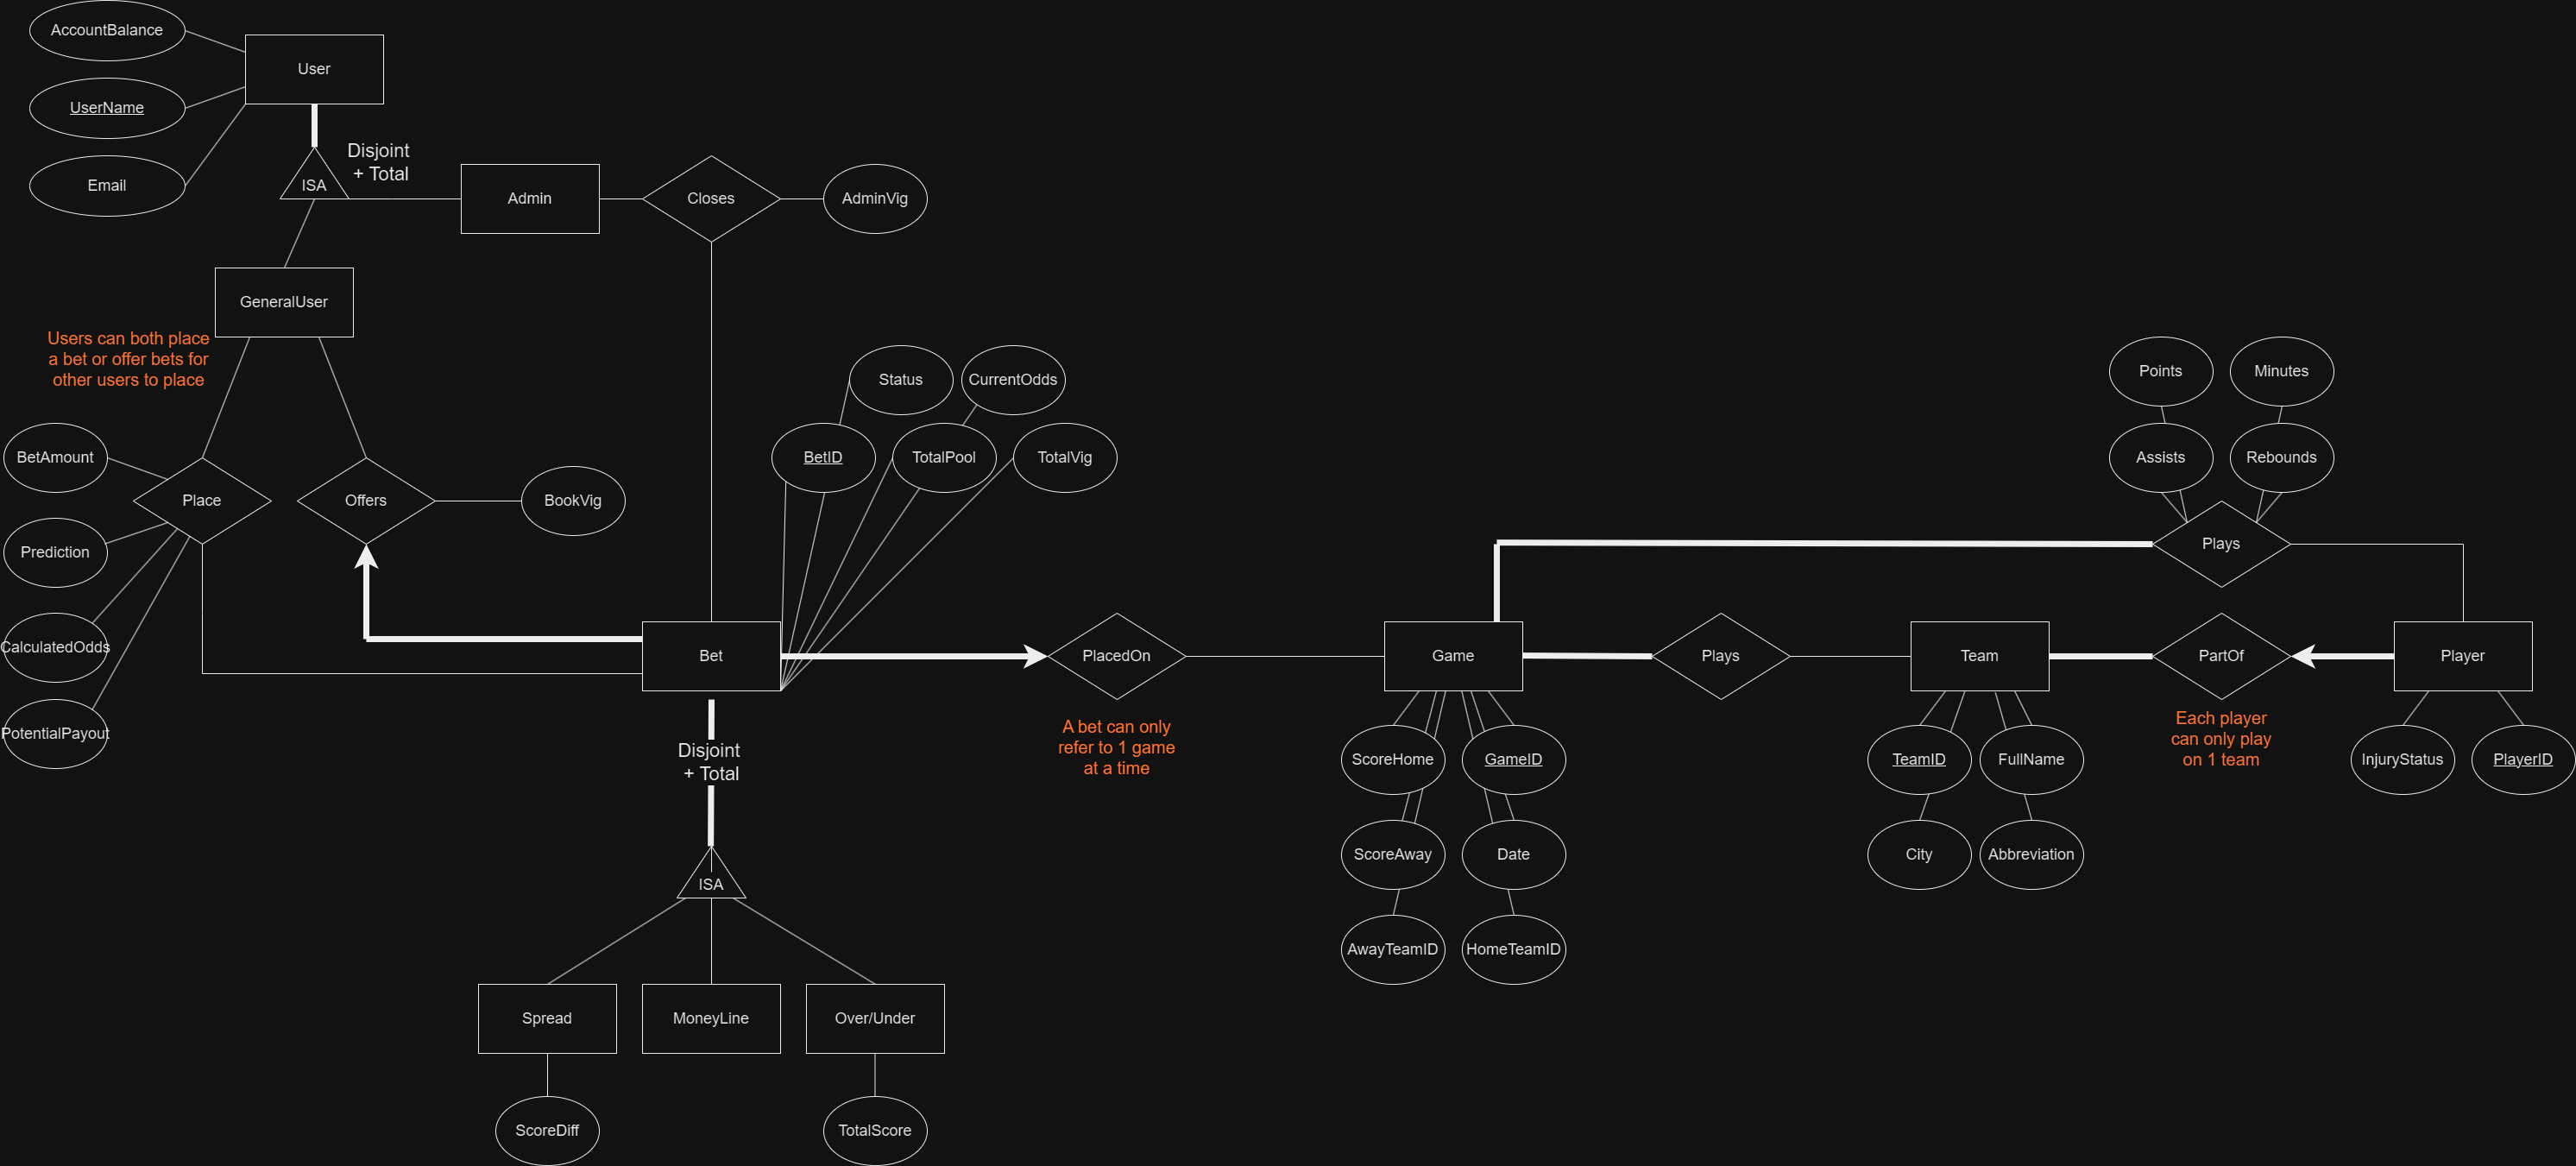 AccountBalance
User
UserName
Disjoint
+ Total
Email
ISA
Admin
Closes
AdminVig
GeneralUser
Users can both place
a bet or offer bets for
other users to place
Status
CurrentOdds
Points
Minutes
BetAmount
BetID
TotalPool
TotalVig
Assists
Rebounds
Place
Offers
BookVig
Prediction
Plays
CalculatedOdds
Bet
PlacedOn
Game
Plays
Team
PartOf
Player
PotentialPayout
Disjoint
+ Total
A bet can only
refer to 1 game
at a time
Each player
can only play
on 1 team
ScoreHome
GameID
TeamID
FullName
InjuryStatus
PlayerID
ScoreAway
Date
City
Abbreviation
ISA
AwayTeamID
HomeTeamID
Spread
MoneyLine
Over/Under
ScoreDiff
TotalScore